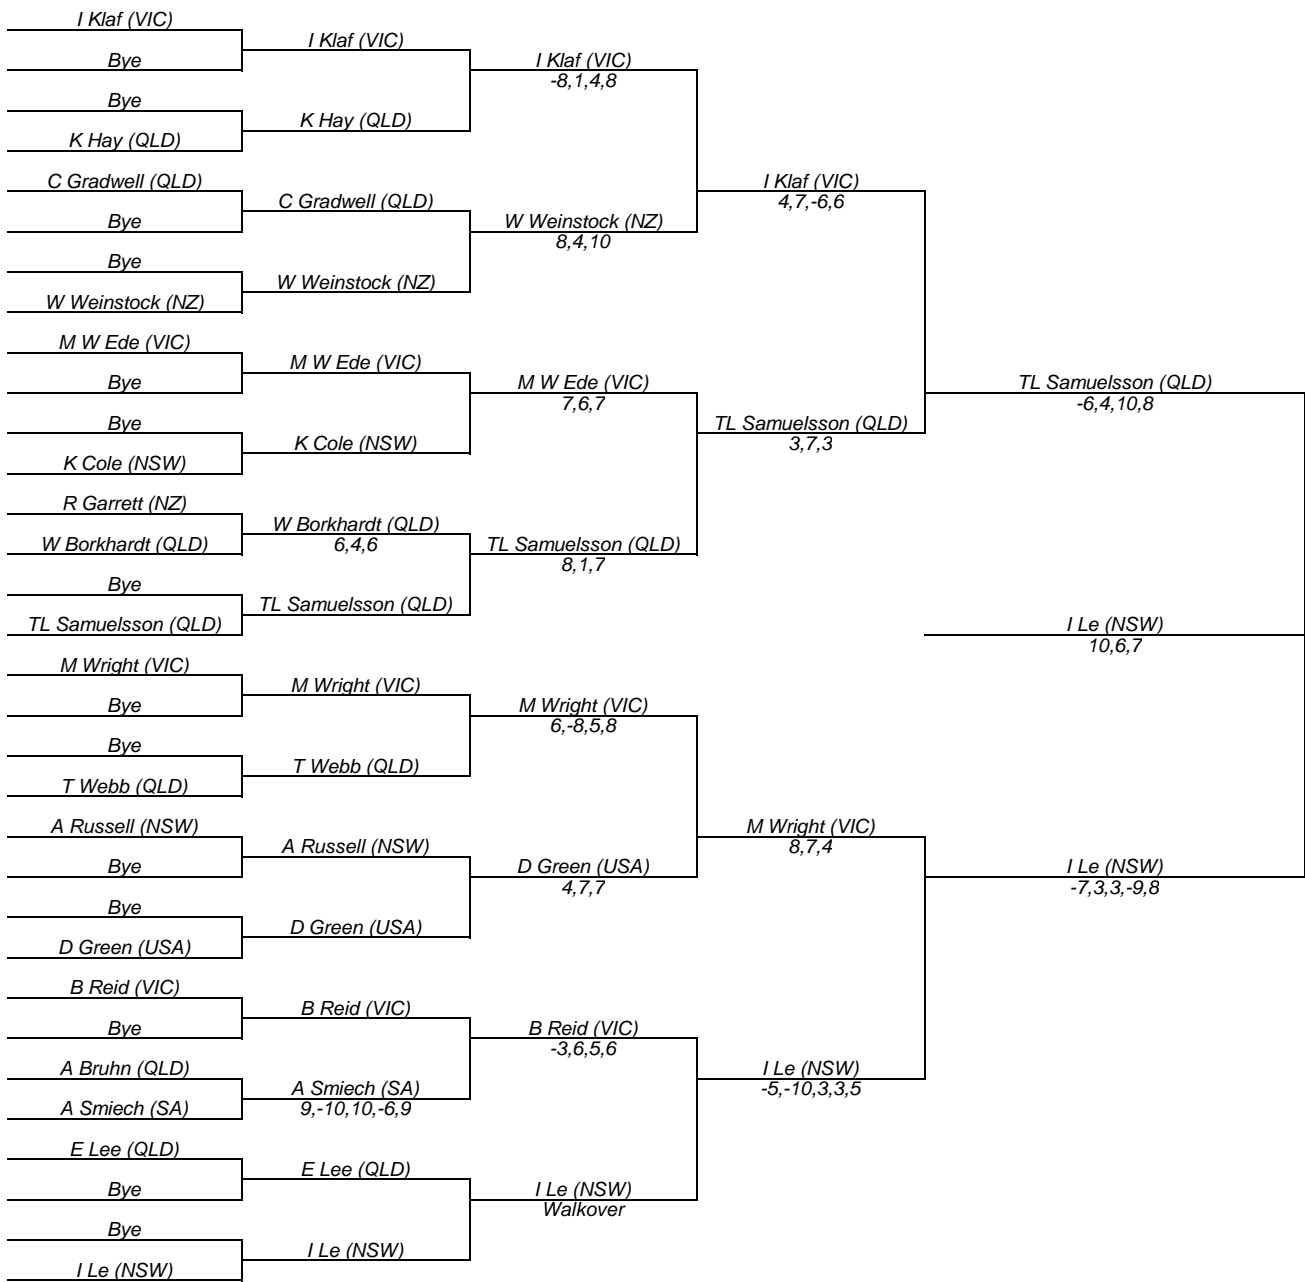 I Klaf (VIC)
Bye
Bye
K Hay (QLD)
C Gradwell (QLD)
Bye
Bye
W Weinstock (NZ)
M W Ede (VIC)
Bye
Bye
K Cole (NSW)
R Garrett (NZ)
W Borkhardt (QLD)
Bye
TL Samuelsson (QLD)
M Wright (VIC)
Bye
Bye
T Webb (QLD)
A Russell (NSW)
Bye
Bye
D Green (USA)
B Reid (VIC)
Bye
A Bruhn (QLD)
A Smiech (SA)
E Lee (QLD)
Bye
Bye
I Le (NSW)
I Klaf (VIC)
K Hay (QLD)
C Gradwell (QLD)
W Weinstock (NZ)
M W Ede (VIC)
K Cole (NSW)
W Borkhardt (QLD)
6,4,6
TL Samuelsson (QLD)
M Wright (VIC)
T Webb (QLD)
A Russell (NSW)
D Green (USA)
B Reid (VIC)
A Smiech (SA)
9,-10,10,-6,9
E Lee (QLD)
I Le (NSW)
I Klaf (VIC)
-8,1,4,8
W Weinstock (NZ)
8,4,10
M W Ede (VIC)
7,6,7
TL Samuelsson (QLD)
8,1,7
M Wright (VIC)
6,-8,5,8
D Green (USA)
4,7,7
B Reid (VIC)
-3,6,5,6
I Le (NSW)
Walkover
I Klaf (VIC)
4,7,-6,6
TL Samuelsson (QLD)
3,7,3
M Wright (VIC)
8,7,4
I Le (NSW)
-5,-10,3,3,5
TL Samuelsson (QLD)
-6,4,10,8
I Le (NSW)
10,6,7
I Le (NSW)
-7,3,3,-9,8